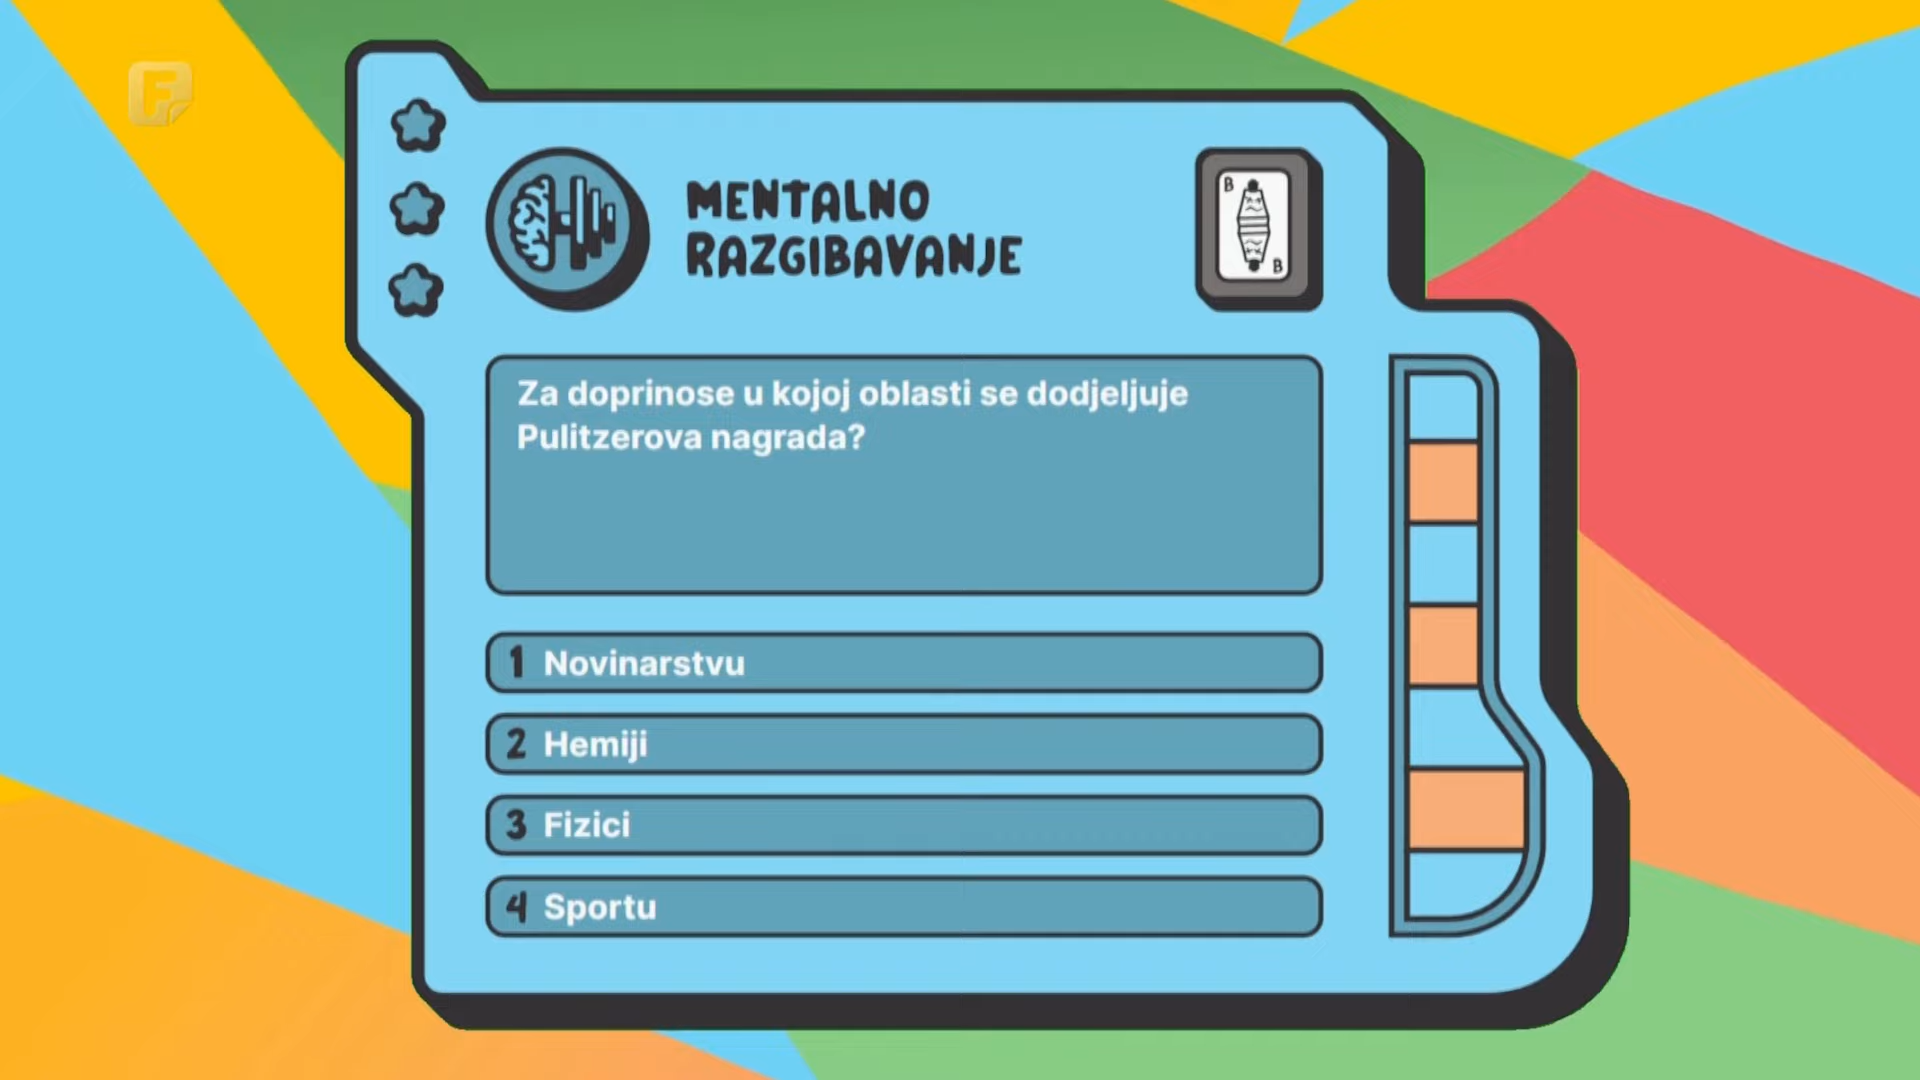 F
MENTALNO
RAZGIBAVANJE
B
B
Za doprinose u kojoj oblasti se dodjeljuje
Pulitzerova nagrada?
1 Novinarstvu
2 Hemiji
3 Fizici
4 Sportu